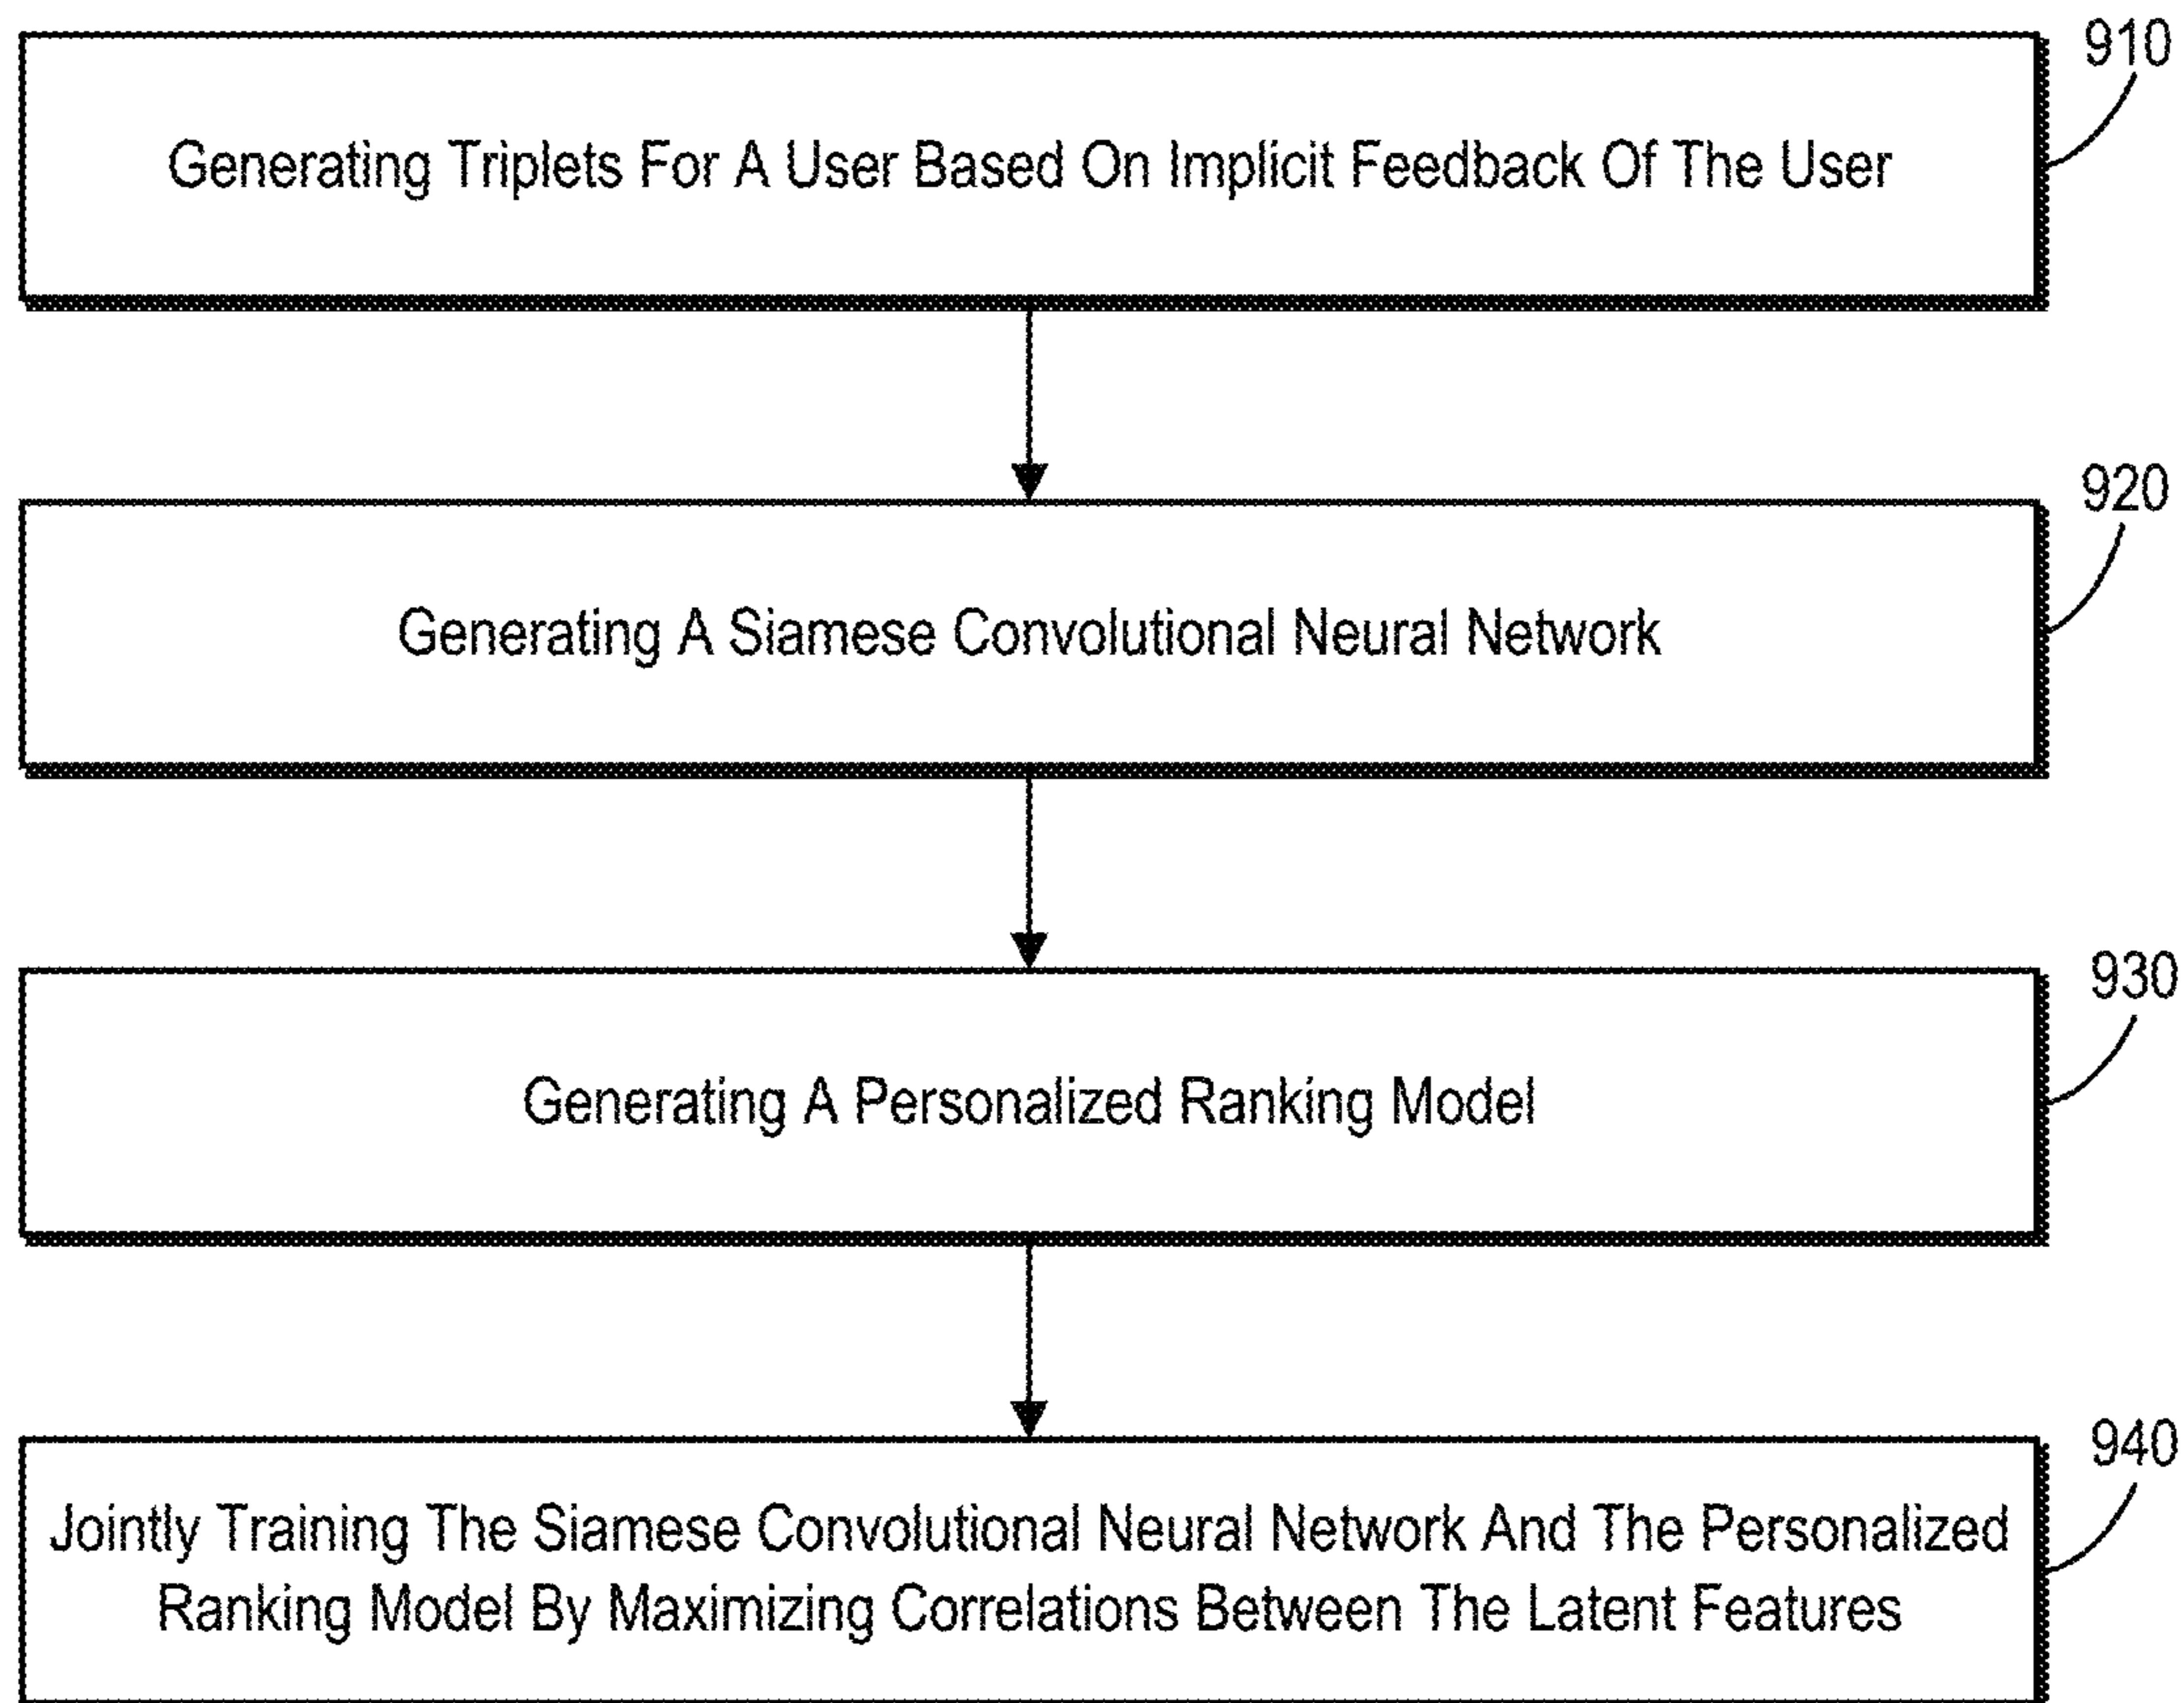 910
Generating Triplets For A User Based On Implicit Feedback Of The User
920
Generating A Siamese Convolutional Neural Network
930
Generating A Personalized Ranking Model
940
Jointly Training The Siamese Convolutional Neural Network And The Personalized
Ranking Model By Maximizing Correlations Between The Latent Features